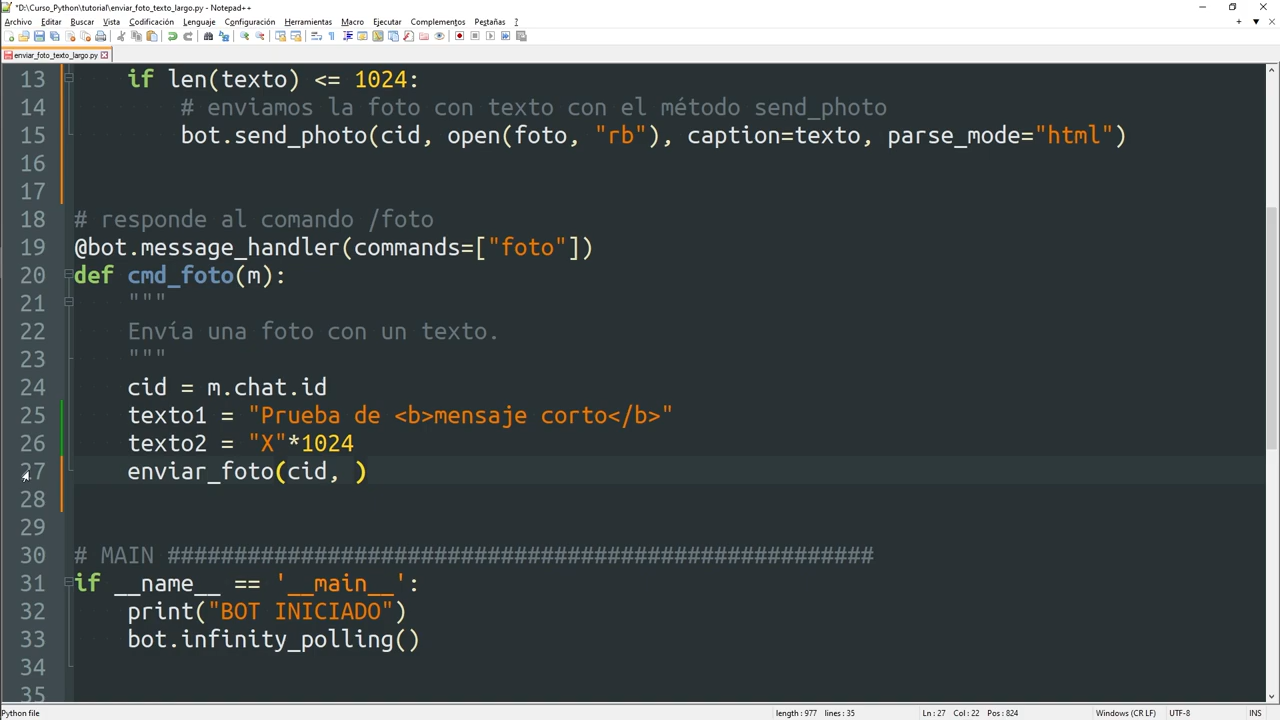 *D:\Curso_Python\tutorial\enviar_foto_texto_largo.py - Notepad++
Archivo Editar Buscar Vista Codificación Lenguaje Configuración Herramientas Macro Ejecutar Complementos Pestañas ?
enviar_foto_texto_largo.py
13 if len(texto) <= 1024:
14 # enviamos la foto con texto con el método send_photo
15 bot.send_photo(cid, open(foto, "rb"), caption=texto, parse_mode="html")
16
17
18 # responde al comando /foto
19 @bot.message_handler(commands=["foto"])
20 def cmd_foto(m):
21 """
22 Envía una foto con un texto.
23 """
24 cid = m.chat.id
25 texto1 = "Prueba de <b>mensaje corto</b>"
26 texto2 = "X"*1024
27 enviar_foto(cid, )
28
29
30 # MAIN #####################################################
31 if __name__ == '__main__':
32 print("BOT INICIADO")
33 bot.infinity_polling()
34
35
Python file length : 977 lines : 35 Ln : 27 Col : 22 Pos : 824 Windows (CR LF) UTF-8 INS